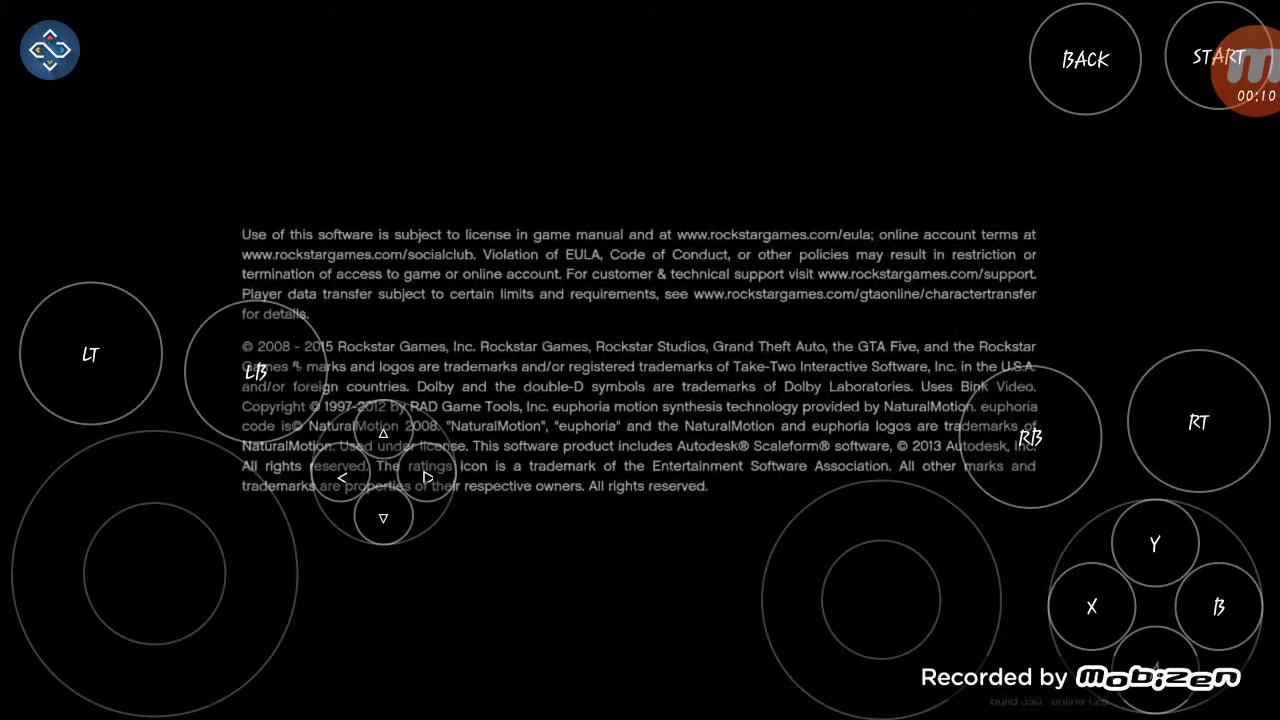 BACK
START
00:10
Use of this software is subject to license in game manual and at www.rockstargames.com/eula; online account terms at
www.rockstargames.com/socialclub. Violation of EULA, Code of Conduct, or other policies may result in restriction or
termination of access to game or online account. For customer & technical support visit www.rockstargames.com/support.
Player data transfer subject to certain limits and requirements, see www.rockstargames.com/gtaonline/charactertransfer
for details.
© 2008 - 2015 Rockstar Games, Inc. Rockstar Games, Rockstar Studios, Grand Theft Auto, the GTA Five, and the Rockstar
Games R* marks and logos are trademarks and/or registered trademarks of Take-Two Interactive Software, Inc. in the U.S.A.
and/or foreign countries. Dolby and the double-D symbols are trademarks of Dolby Laboratories. Uses Bink Video.
Copyright © 1997-2012 by RAD Game Tools, Inc. euphoria motion synthesis technology provided by NaturalMotion. euphoria
code is© NaturalMotion 2008. "NaturalMotion", "euphoria" and the NaturalMotion and euphoria logos are trademarks of
NaturalMotion. Used under license. This software product includes Autodesk® Scaleform® software, © 2013 Autodesk, Inc.
All rights reserved. The ratings icon is a trademark of the Entertainment Software Association. All other marks and
trademarks are properties of their respective owners. All rights reserved.
LT
LB
RB
RT
Y
X
B
A
Recorded by mobizen
build 350 online 1.26